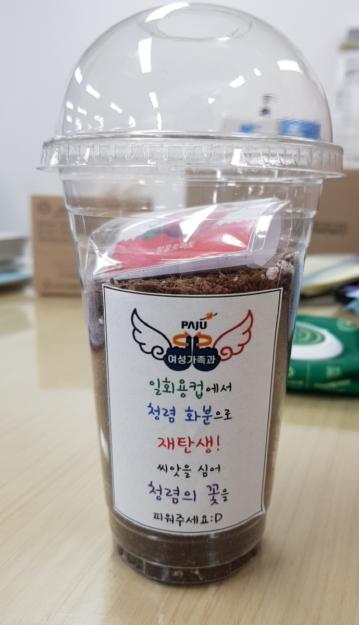 PAJU
여성가족과
일회용컵에서
청렴 화분으로
재탄생!
씨앗을 심어
청렴의 꽃을
피워주세요:D